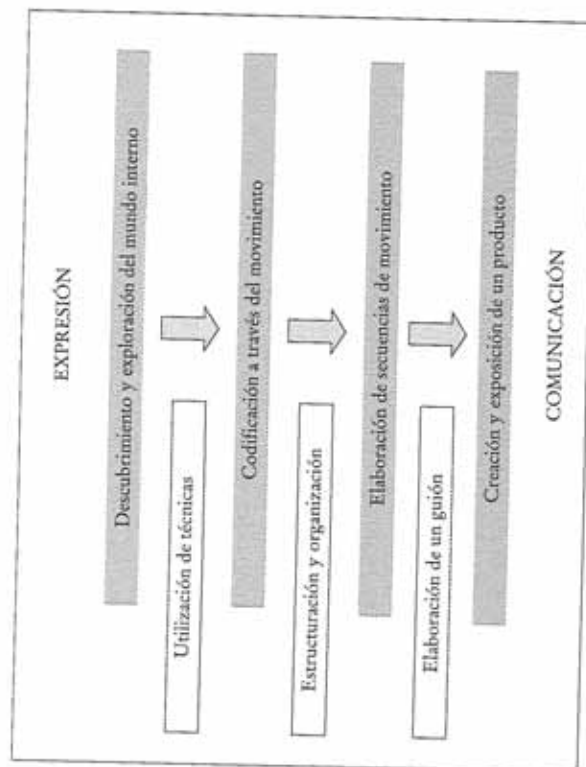 EXPRESIÓN
Descubrimiento y exploración del mundo interno
Utilización de técnicas
Codificación a través del movimiento
Estructuración y organización
Elaboración de secuencias de movimiento
Elaboración de un guión
Creación y exposición de un producto
COMUNICACIÓN